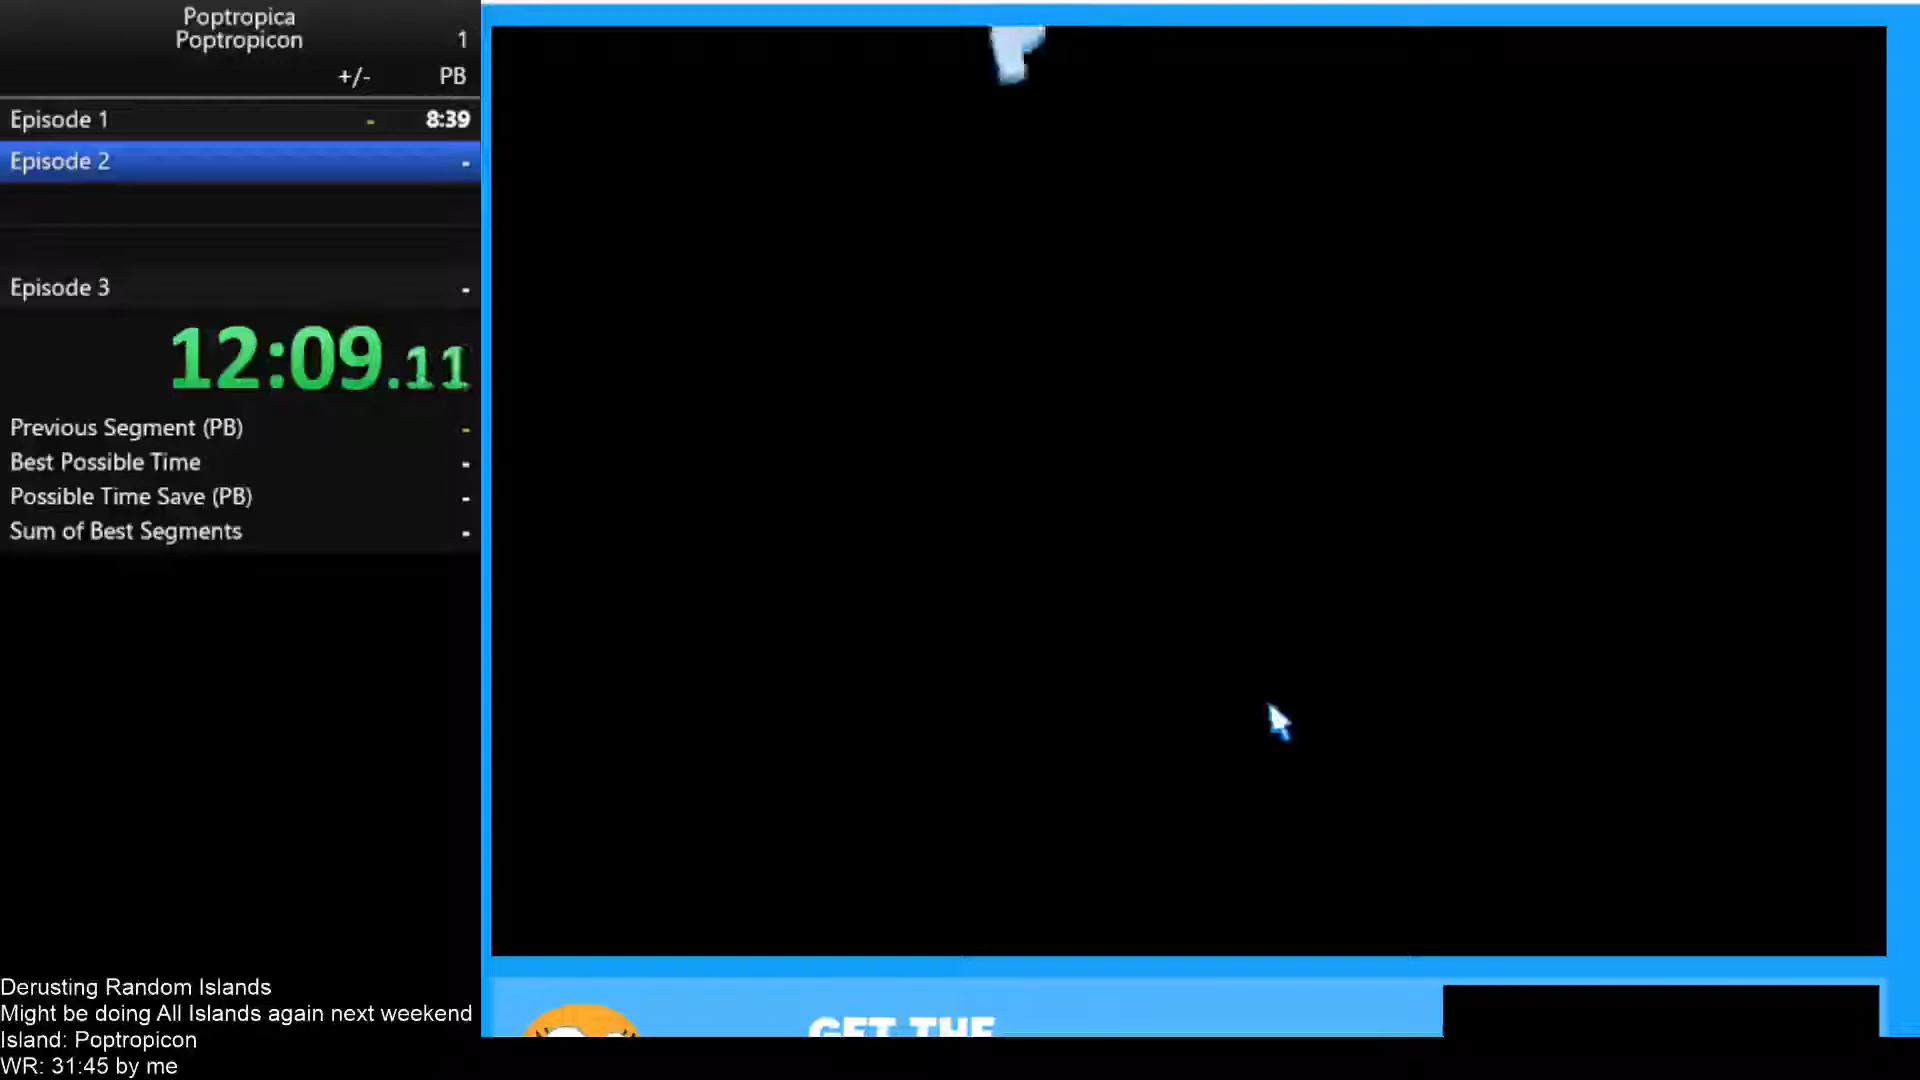 Poptropica
Poptropicon 1
+/- PB
Episode 1 - 8:39
Episode 2 -
Episode 3 -
12:09.11
Previous Segment (PB) -
Best Possible Time -
Possible Time Save (PB) -
Sum of Best Segments -
Derusting Random Islands
Might be doing All Islands again next weekend
Island: Poptropicon
WR: 31:45 by me
GET THE